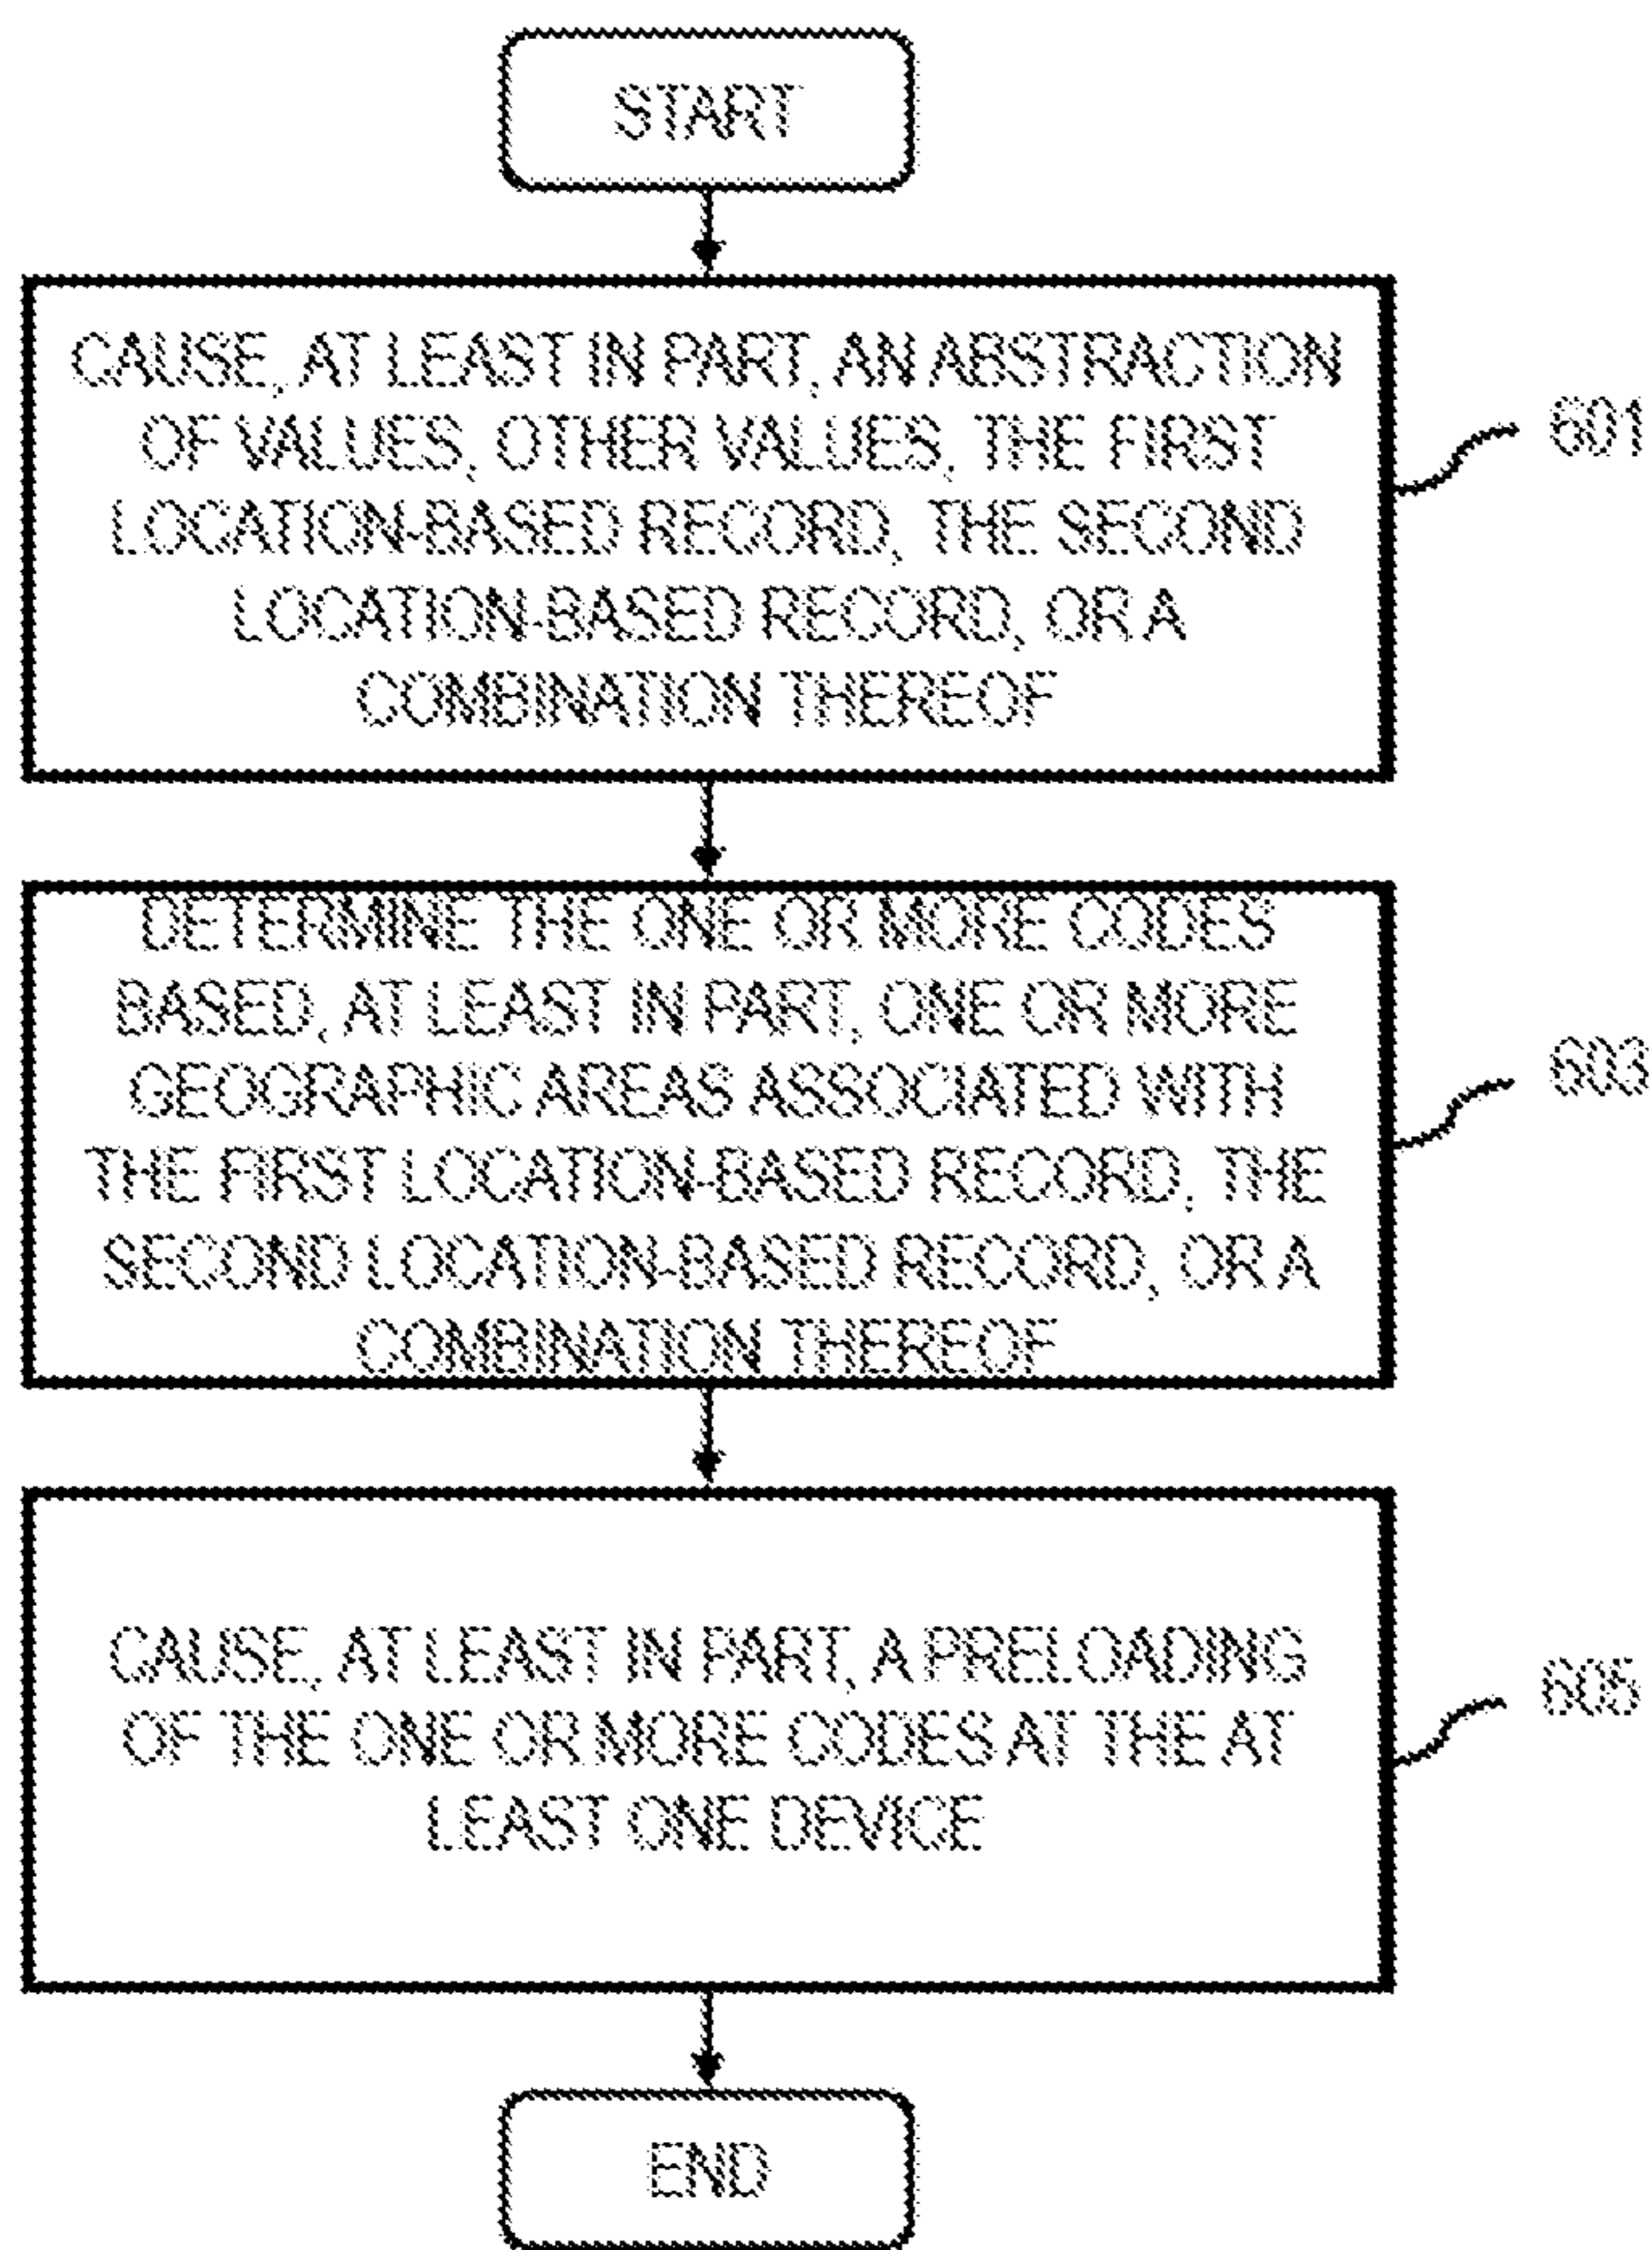 START
CAUSE, AT LEAST IN PART, AN ABSTRACTION
OF VALUES, OTHER VALUES, THE FIRST
LOCATION-BASED RECORD, THE SECOND
LOCATION-BASED RECORD, OR A
COMBINATION THEREOF
601
DETERMINE THE ONE OR MORE CODES
BASED, AT LEAST IN PART, ONE OR MORE
GEOGRAPHIC AREAS ASSOCIATED WITH
THE FIRST LOCATION-BASED RECORD, THE
SECOND LOCATION-BASED RECORD, OR A
COMBINATION THEREOF
603
CAUSE, AT LEAST IN PART, A PRELOADING
OF THE ONE OR MORE CODES AT THE AT
LEAST ONE DEVICE
605
END